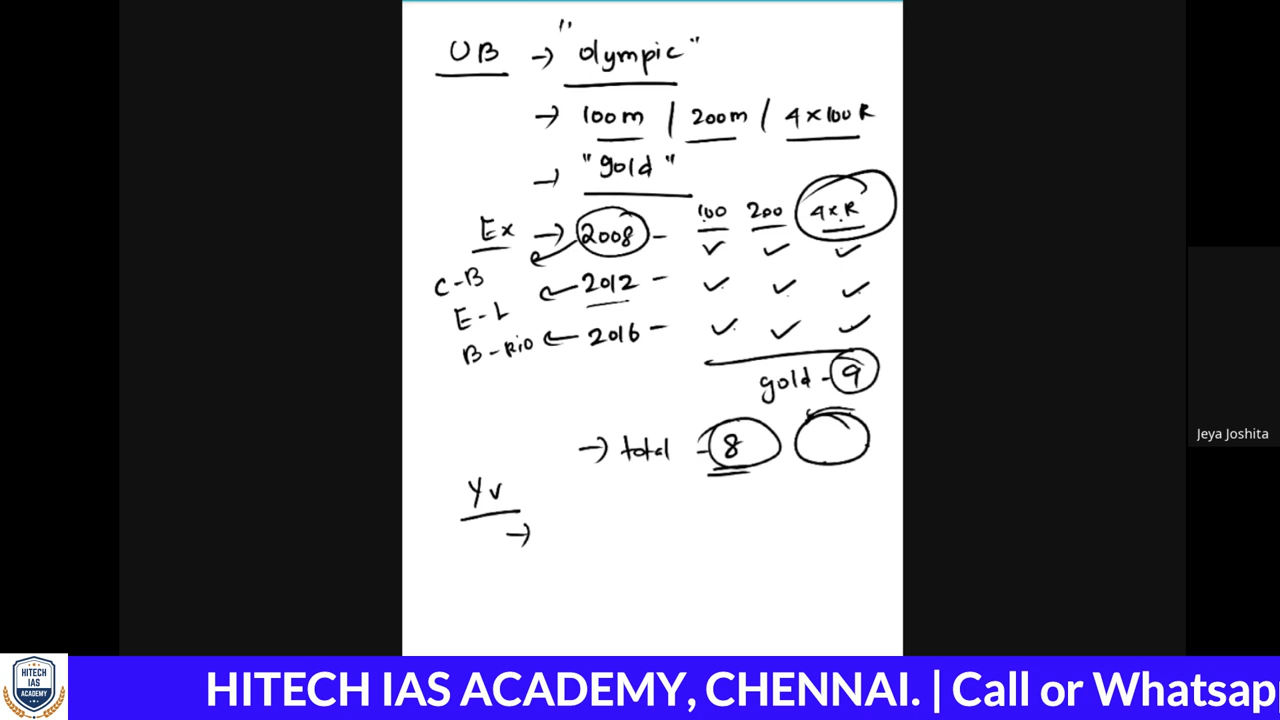 UB → "Olympic"
→ 100m / 200m / 4×100R
→ "gold"
100 200 4×R
Ex → 2008 - ✓ ✓ ✓
C-B
2012 - ✓ ✓ ✓
E-L
B-Rio ← 2016 - ✓ ✓ ✓
gold - 9
→ total - 8
Yv
→
Jeya Joshita
HITECH IAS ACADEMY
HITECH IAS ACADEMY, CHENNAI. | Call or Whatsapp